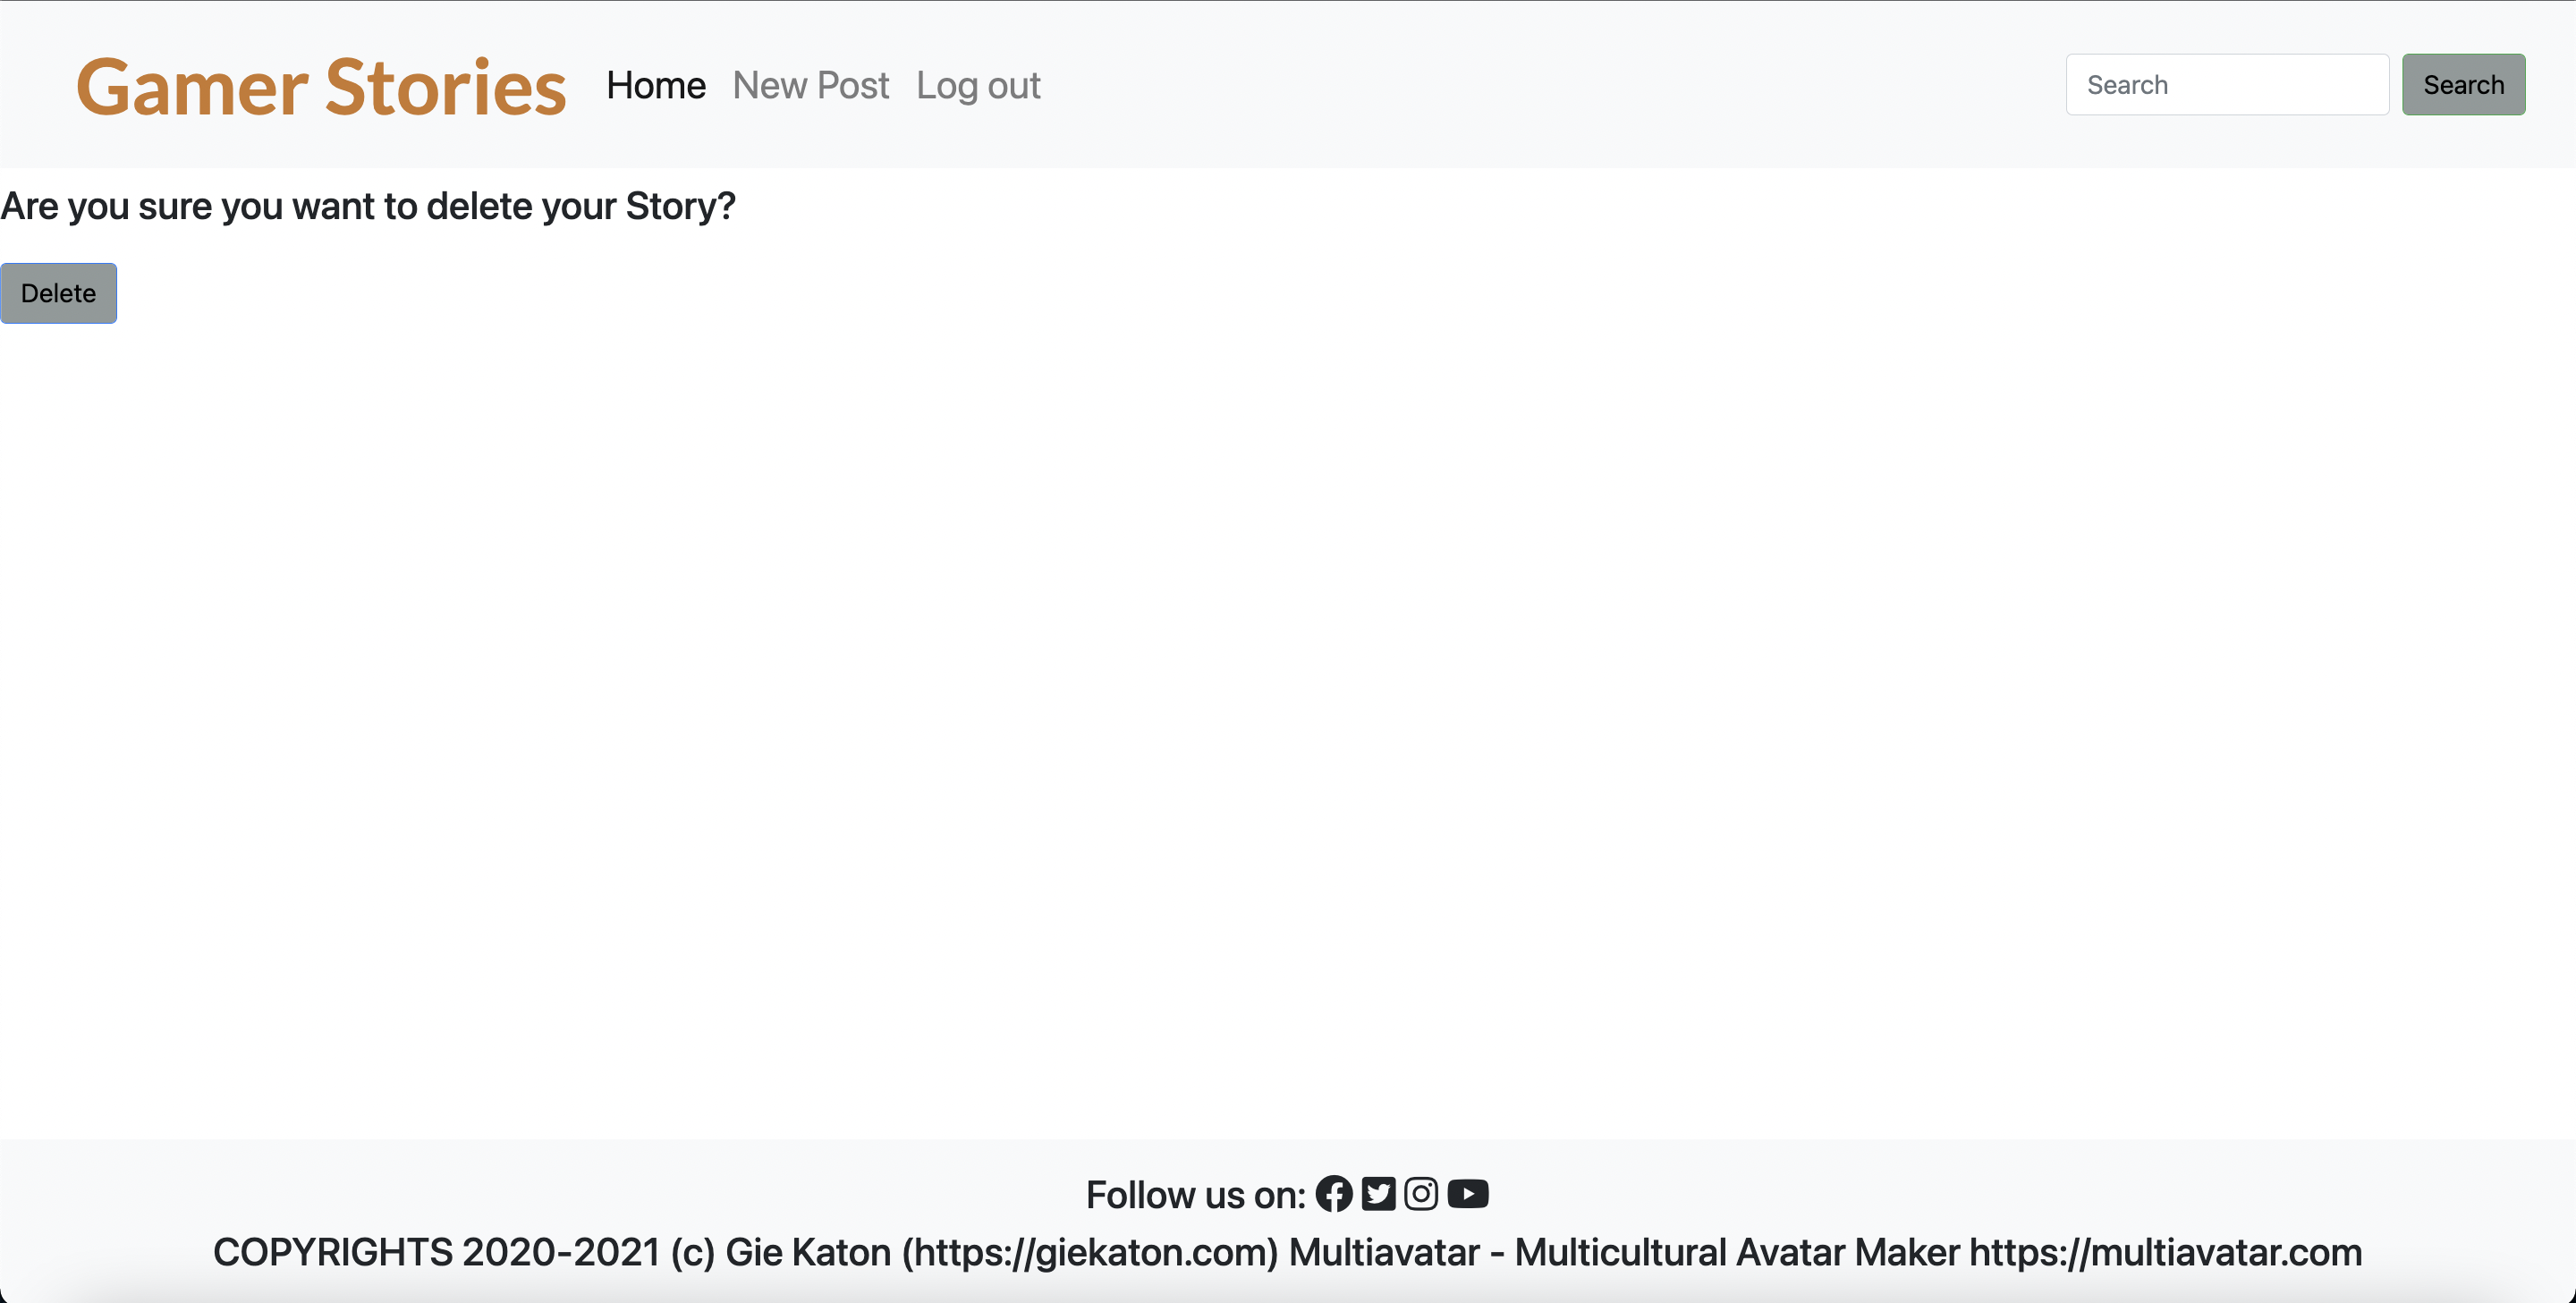 Gamer Stories Home New Post Log out Search Search
Are you sure you want to delete your Story?
Delete
Follow us on:
COPYRIGHTS 2020-2021 (c) Gie Katon (https://giekaton.com) Multiavatar - Multicultural Avatar Maker https://multiavatar.com